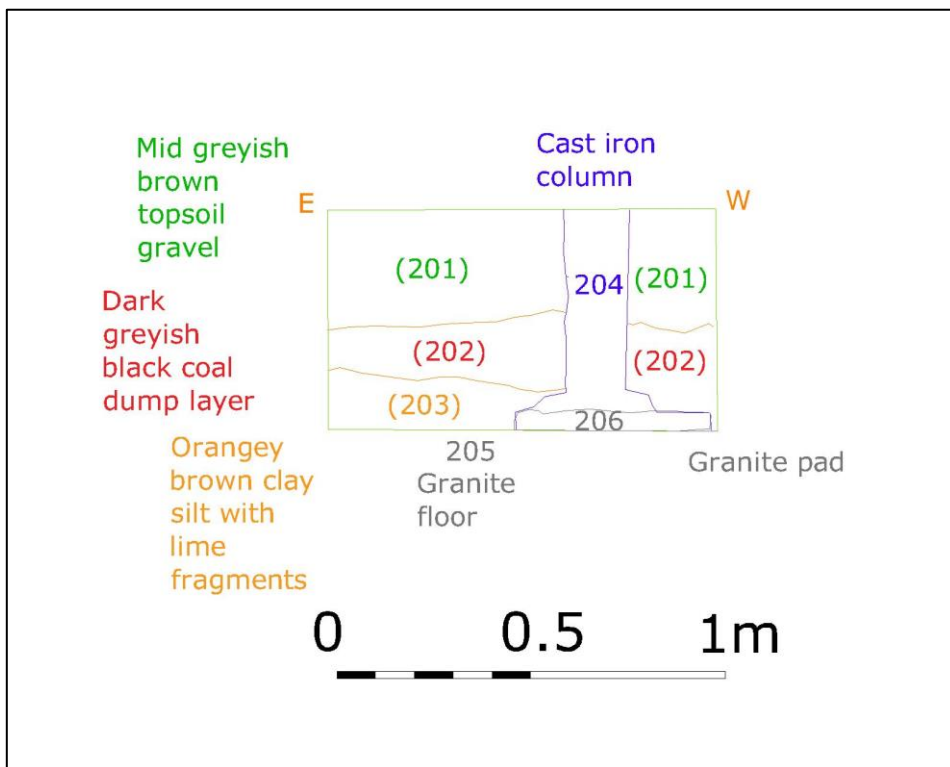 Mid greyish
brown
topsoil
gravel
Cast iron
column
E
W
(201)
204
(201)
Dark
greyish
black coal
dump layer
(202)
(202)
(203)
206
Orangey
brown clay
silt with
lime
fragments
205
Granite
floor
Granite pad
0 0.5 1m